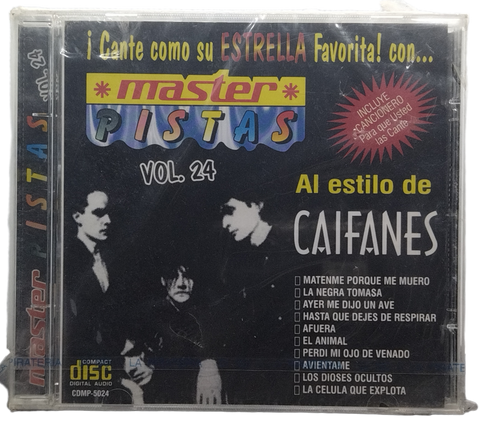 ¡ Cante como su ESTRELLA Favorita! con...
*master*
PISTAS
VOL. 24
INCLUYE
"CANCIONERO"
Para que Usted
las Cante
Al estilo de
CAIFANES
MATENME PORQUE ME MUERO
LA NEGRA TOMASA
AYER ME DIJO UN AVE
HASTA QUE DEJES DE RESPIRAR
AFUERA
EL ANIMAL
PERDI MI OJO DE VENADO
AVIENTAME
LOS DIOSES OCULTOS
LA CELULA QUE EXPLOTA
COMPACT
disc
DIGITAL AUDIO
CDMP-5024
master PISTAS VOL. 24